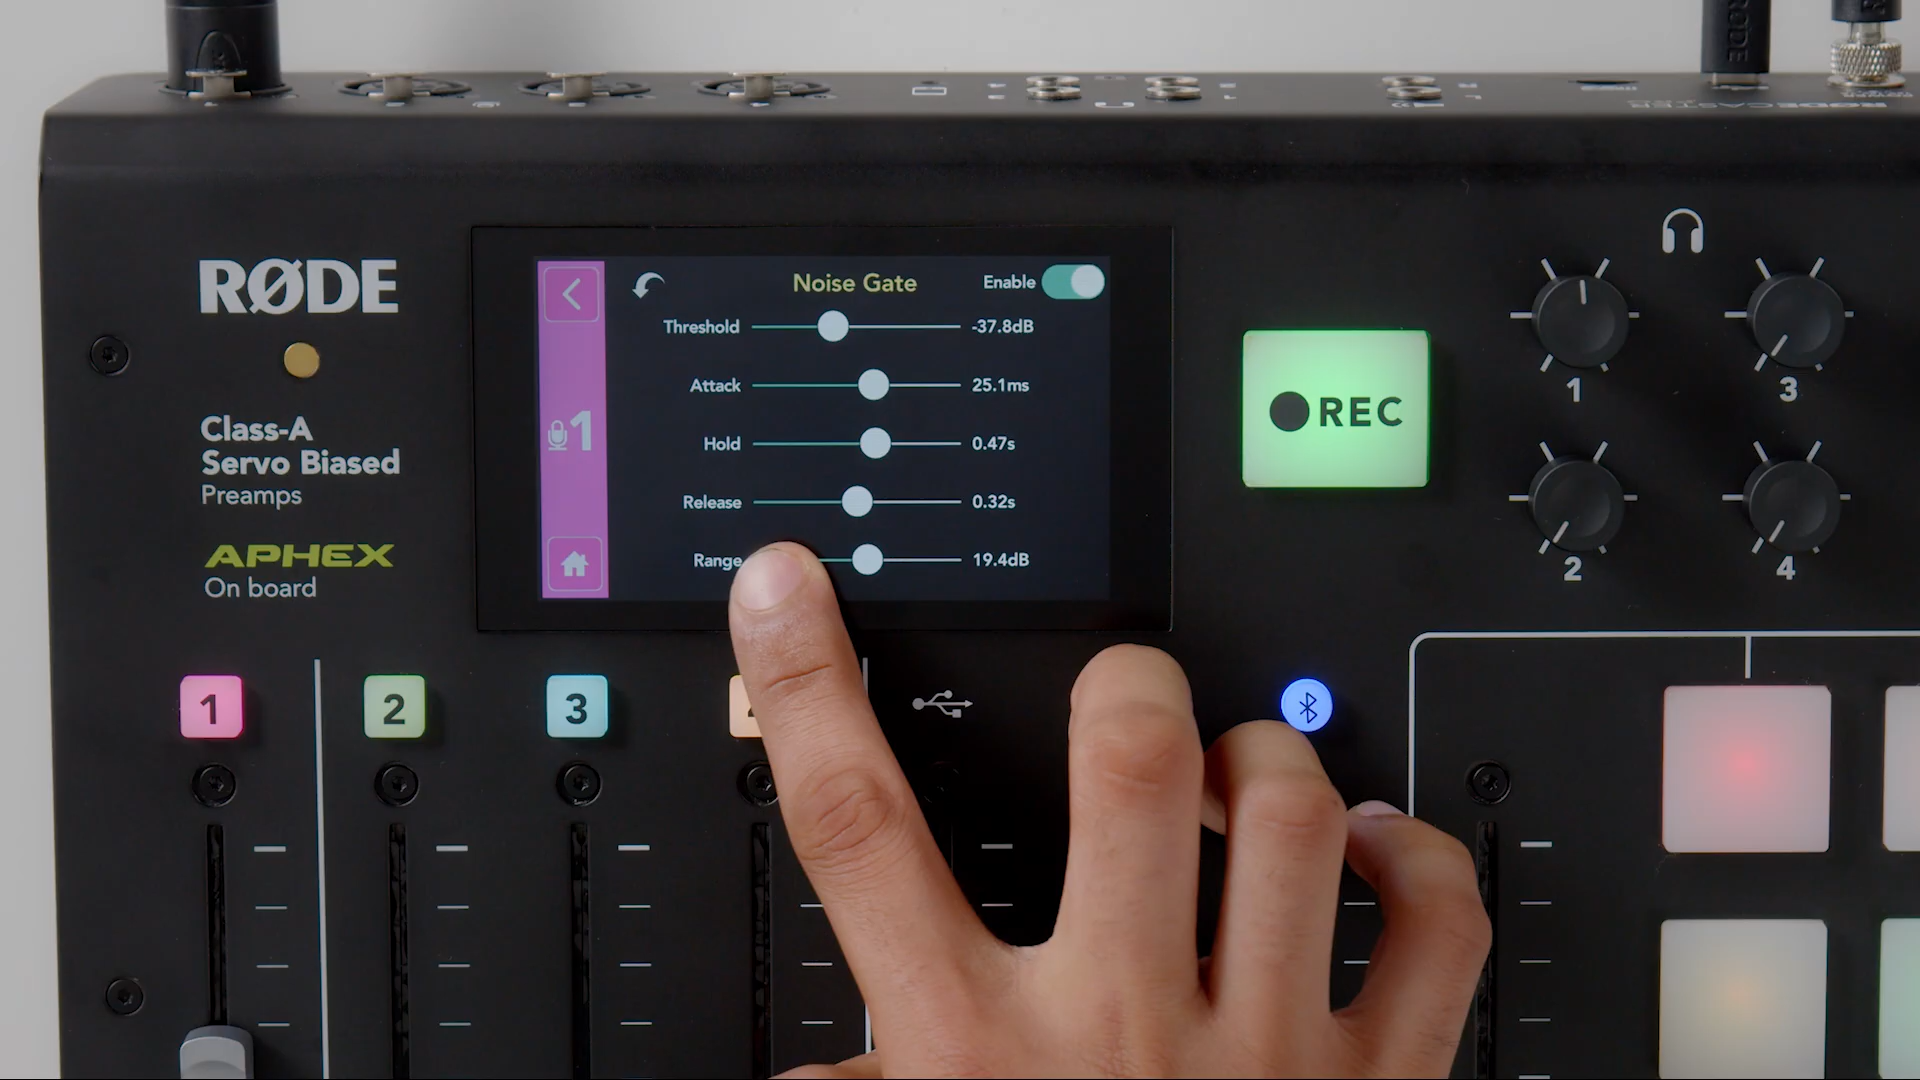 RØDE
Class-A
Servo Biased
Preamps
APHEX
On board
Noise Gate
Enable
Threshold -37.8dB
Attack 25.1ms
Hold 0.47s
Release 0.32s
Range 19.4dB
1
REC
1
3
2
4
1
2
3
RØDE